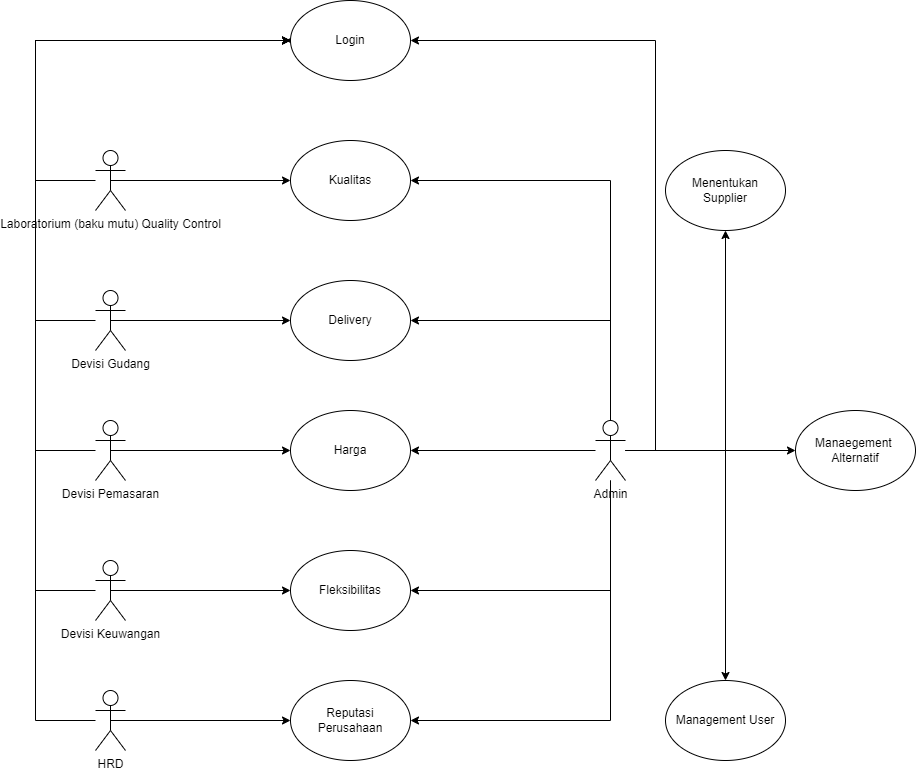 Login
Kualitas
Menentukan
Supplier
Laboratorium (baku mutu) Quality Control
Delivery
Devisi Gudang
Harga
Manaegement
Alternatif
Devisi Pemasaran
Admin
Fleksibilitas
Devisi Keuwangan
Reputasi
Perusahaan
Management User
HRD